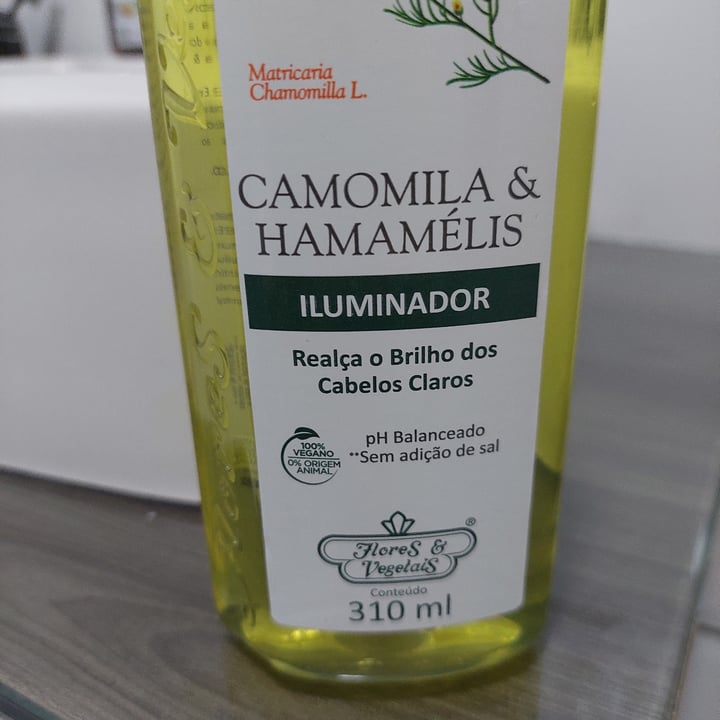 Matricaria
Chamomilla L.
CAMOMILA &
HAMAMÉLIS
ILUMINADOR
Realça o Brilho dos
Cabelos Claros
100%
VEGANO
0% ORIGEM
ANIMAL
pH Balanceado
**Sem adição de sal
FloreS &
VegetaiS
®
Conteúdo
310 ml